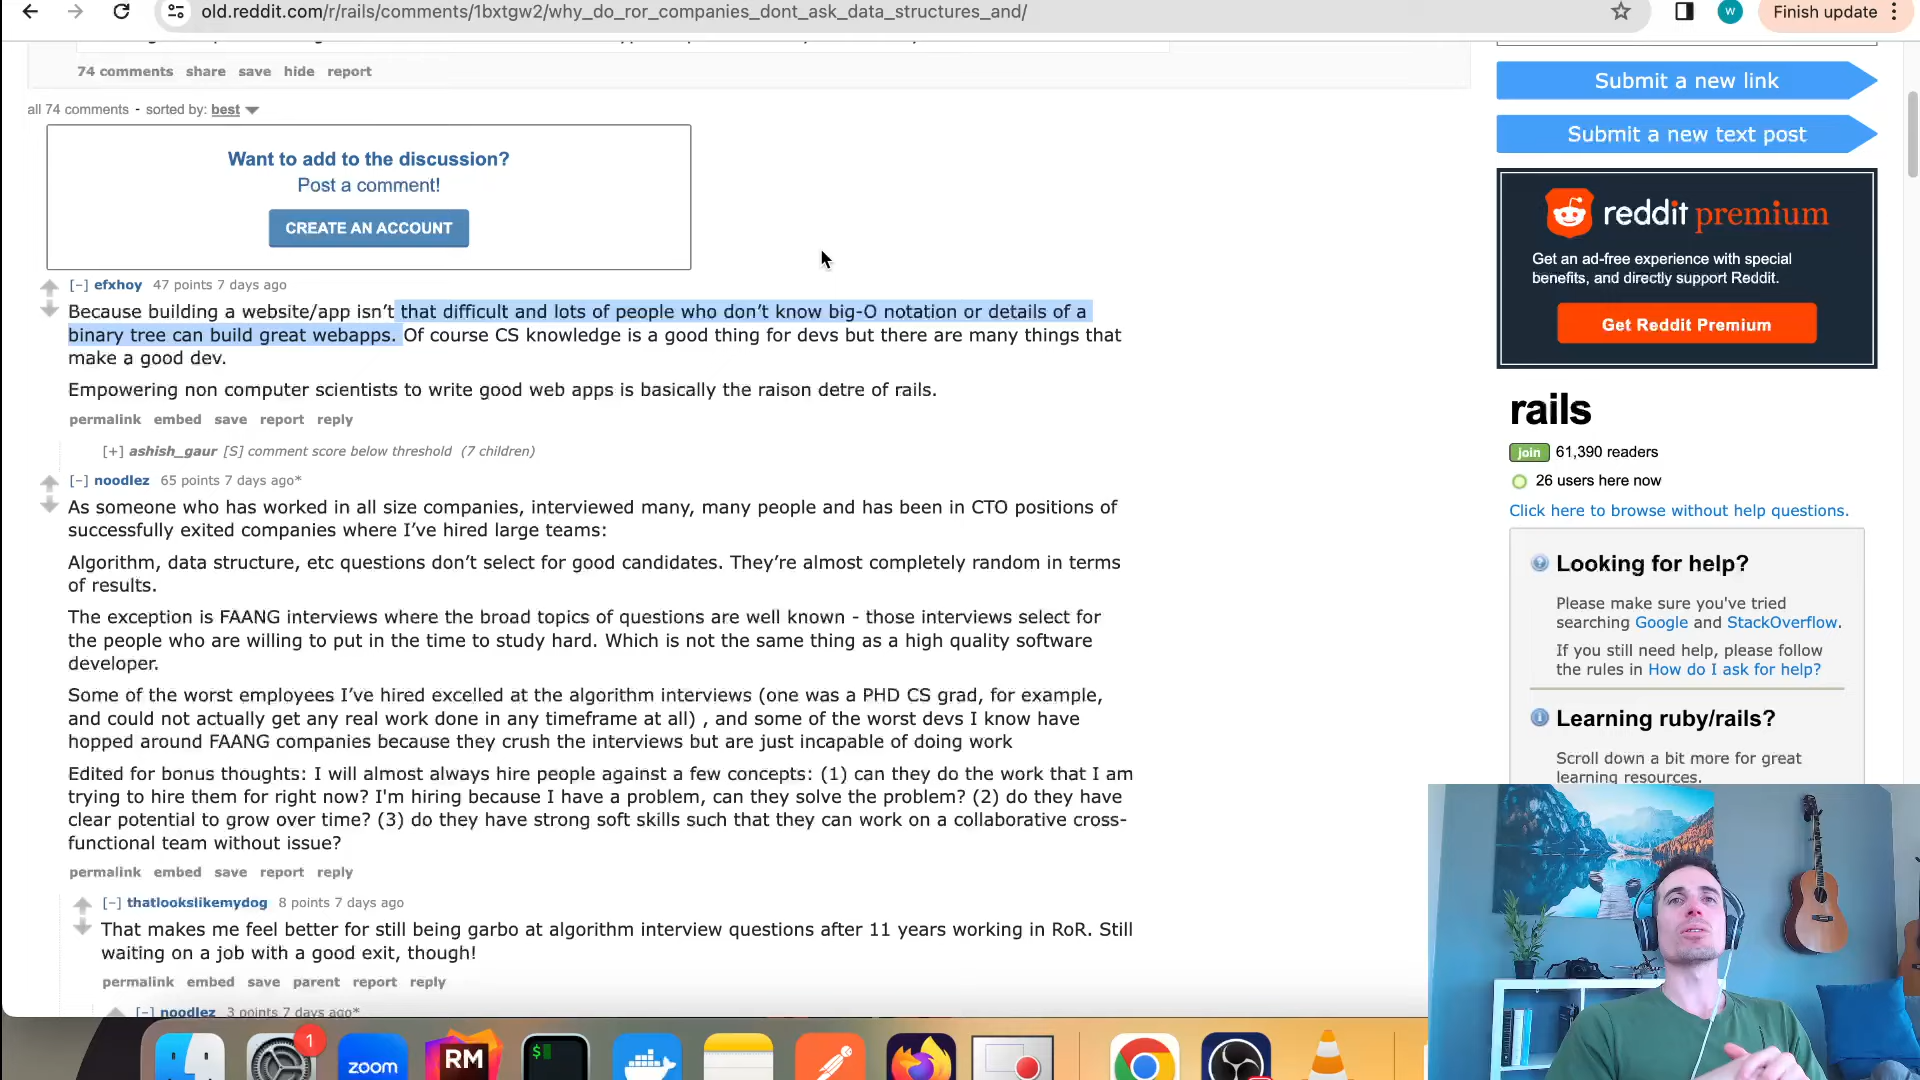 old.reddit.com/r/rails/comments/1bxtgw2/why_do_ror_companies_dont_ask_data_structures_and/
W
Finish update
74 comments share save hide report
all 74 comments - sorted by: best
Want to add to the discussion?
Post a comment!
CREATE AN ACCOUNT
[–] efxhoy 47 points 7 days ago
Because building a website/app isn’t that difficult and lots of people who don’t know big-O notation or details of a
binary tree can build great webapps. Of course CS knowledge is a good thing for devs but there are many things that
make a good dev.
Empowering non computer scientists to write good web apps is basically the raison detre of rails.
permalink embed save report reply
[+] ashish_gaur [S] comment score below threshold (7 children)
[–] noodlez 65 points 7 days ago*
As someone who has worked in all size companies, interviewed many, many people and has been in CTO positions of
successfully exited companies where I’ve hired large teams:
Algorithm, data structure, etc questions don’t select for good candidates. They’re almost completely random in terms
of results.
The exception is FAANG interviews where the broad topics of questions are well known - those interviews select for
the people who are willing to put in the time to study hard. Which is not the same thing as a high quality software
developer.
Some of the worst employees I’ve hired excelled at the algorithm interviews (one was a PHD CS grad, for example,
and could not actually get any real work done in any timeframe at all) , and some of the worst devs I know have
hopped around FAANG companies because they crush the interviews but are just incapable of doing work
Edited for bonus thoughts: I will almost always hire people against a few concepts: (1) can they do the work that I am
trying to hire them for right now? I'm hiring because I have a problem, can they solve the problem? (2) do they have
clear potential to grow over time? (3) do they have strong soft skills such that they can work on a collaborative cross-
functional team without issue?
permalink embed save report reply
[–] thatlookslikemydog 8 points 7 days ago
That makes me feel better for still being garbo at algorithm interview questions after 11 years working in RoR. Still
waiting on a job with a good exit, though!
permalink embed save parent report reply
[–] noodlez 3 points 7 days ago*
Submit a new link
Submit a new text post
reddit premium
Get an ad-free experience with special
benefits, and directly support Reddit.
Get Reddit Premium
rails
join 61,390 readers
26 users here now
Click here to browse without help questions.
Looking for help?
Please make sure you've tried
searching Google and StackOverflow.
If you still need help, please follow
the rules in How do I ask for help?
Learning ruby/rails?
Scroll down a bit more for great
learning resources.
1
zoom
RM
$